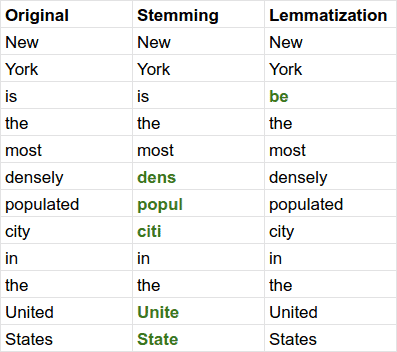 Original Stemming Lemmatization
New New New
York York York
is is be
the the the
most most most
densely dens densely
populated popul populated
city citi city
in in in
the the the
United Unite United
States State States